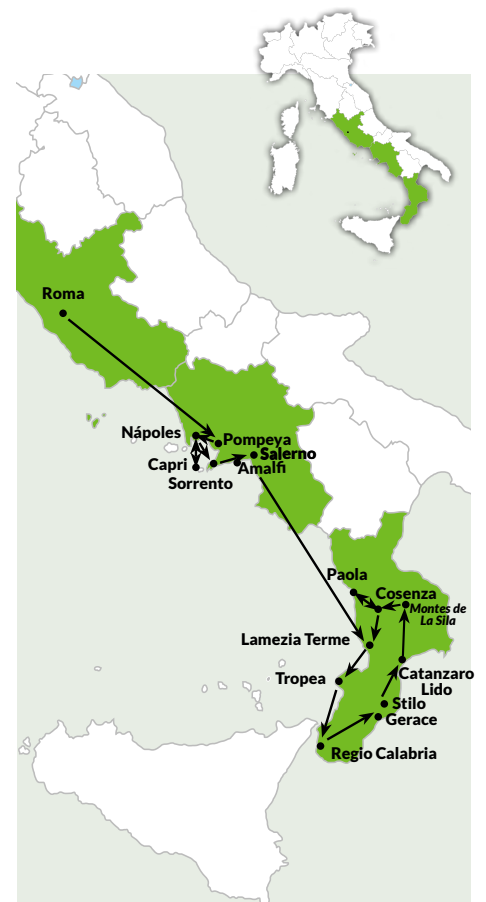 Roma
Nápoles
Pompeya
Salerno
Capri
Amalfi
Sorrento
Paola
Cosenza
Montes de
La Sila
Lamezia Terme
Tropea
Catanzaro
Lido
Stilo
Gerace
Regio Calabria